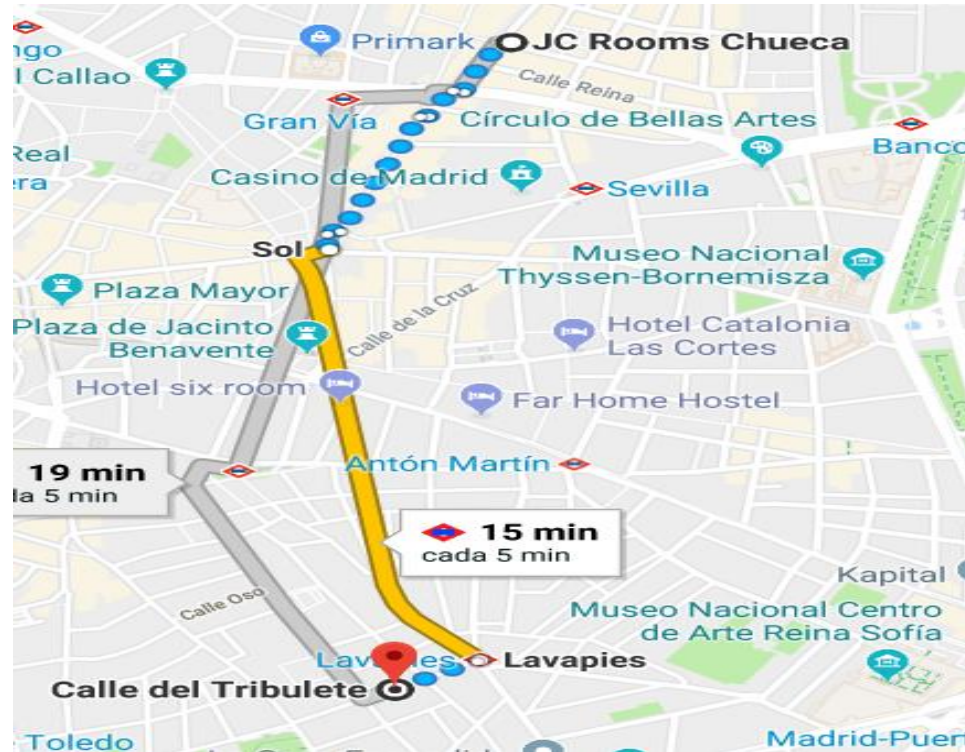 ngo
Primark
JC Rooms Chueca
l Callao
Calle Reina
Gran Vía
Círculo de Bellas Artes
Banco
Real
era
Casino de Madrid
Sevilla
Sol
Museo Nacional
Thyssen-Bornemisza
Plaza Mayor
Calle de la Cruz
Plaza de Jacinto
Benavente
Hotel Catalonia
Las Cortes
Hotel six room
Far Home Hostel
19 min
da 5 min
Antón Martín
15 min
cada 5 min
Kapital
Calle Oso
Museo Nacional Centro
de Arte Reina Sofía
Lavapies
Calle del Tribulete
Toledo
Madrid-Puer